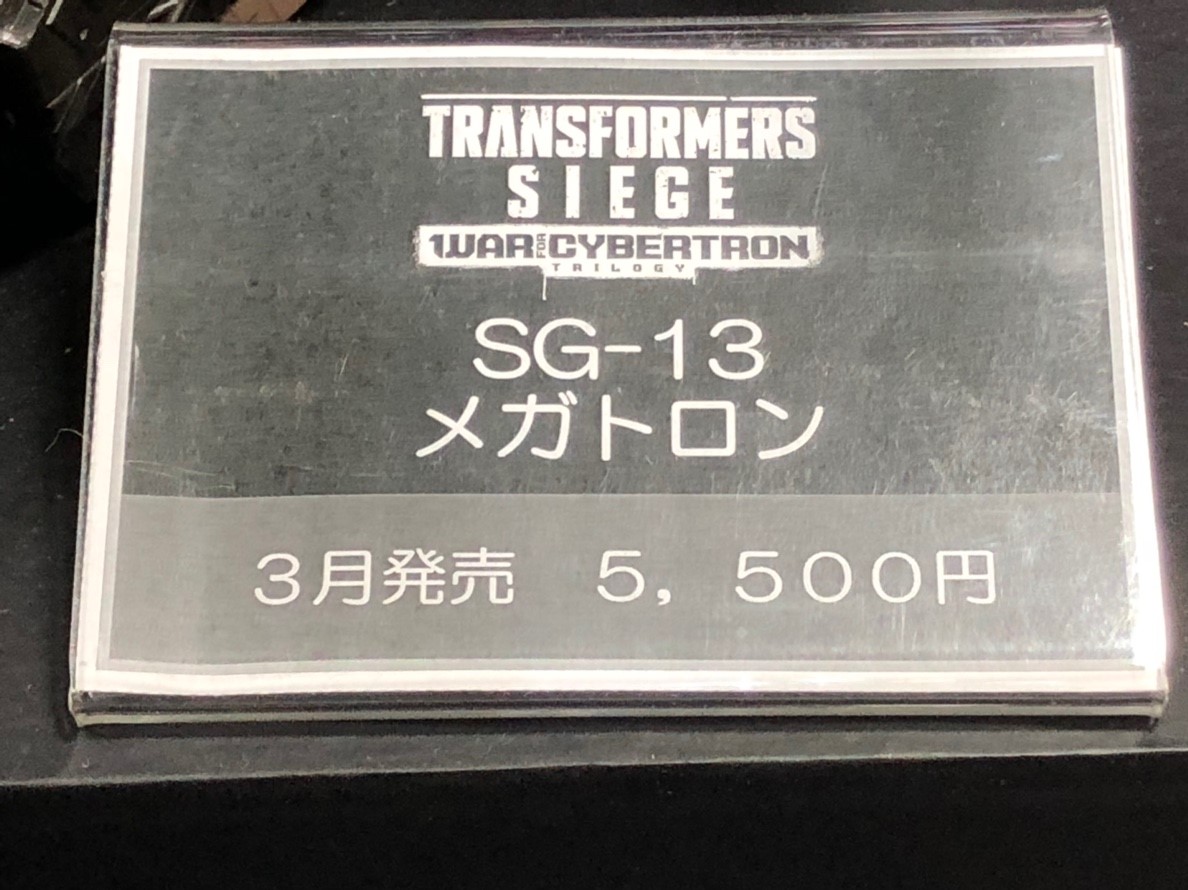 TRANSFORMERS
SIEGE
WAR FOR CYBERTRON
TRILOGY
SG-13
メガトロン
3月発売　5，500円